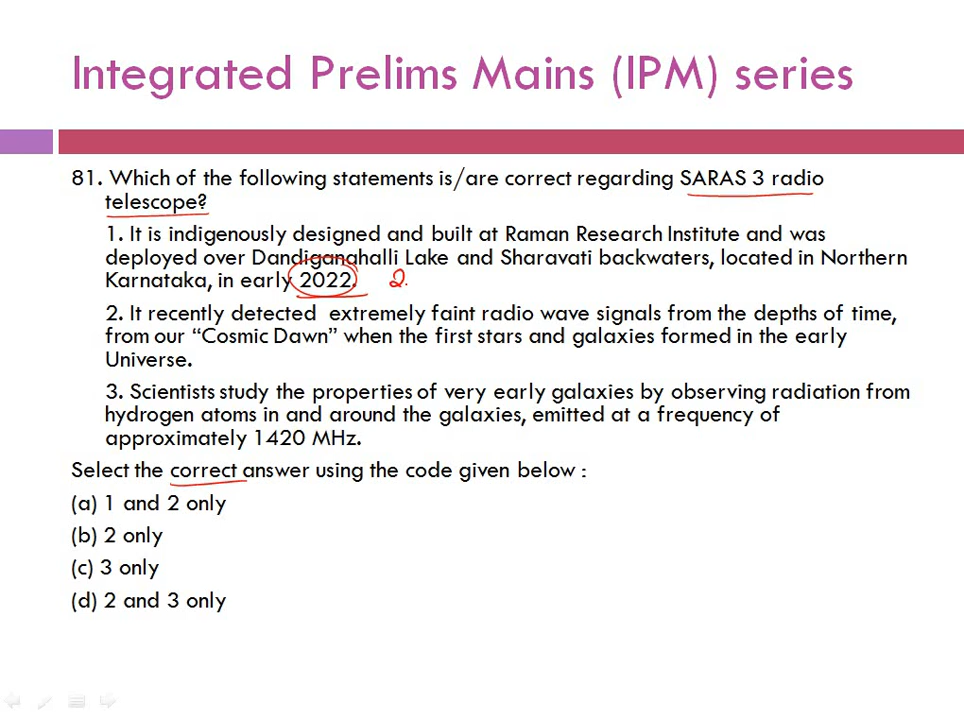 Integrated Prelims Mains (IPM) series
81. Which of the following statements is/are correct regarding SARAS 3 radio
telescope?
1. It is indigenously designed and built at Raman Research Institute and was
deployed over Dandiganahalli Lake and Sharavati backwaters, located in Northern
Karnataka, in early 2022. 2.
2. It recently detected extremely faint radio wave signals from the depths of time,
from our “Cosmic Dawn” when the first stars and galaxies formed in the early
Universe.
3. Scientists study the properties of very early galaxies by observing radiation from
hydrogen atoms in and around the galaxies, emitted at a frequency of
approximately 1420 MHz.
Select the correct answer using the code given below :
(a) 1 and 2 only
(b) 2 only
(c) 3 only
(d) 2 and 3 only